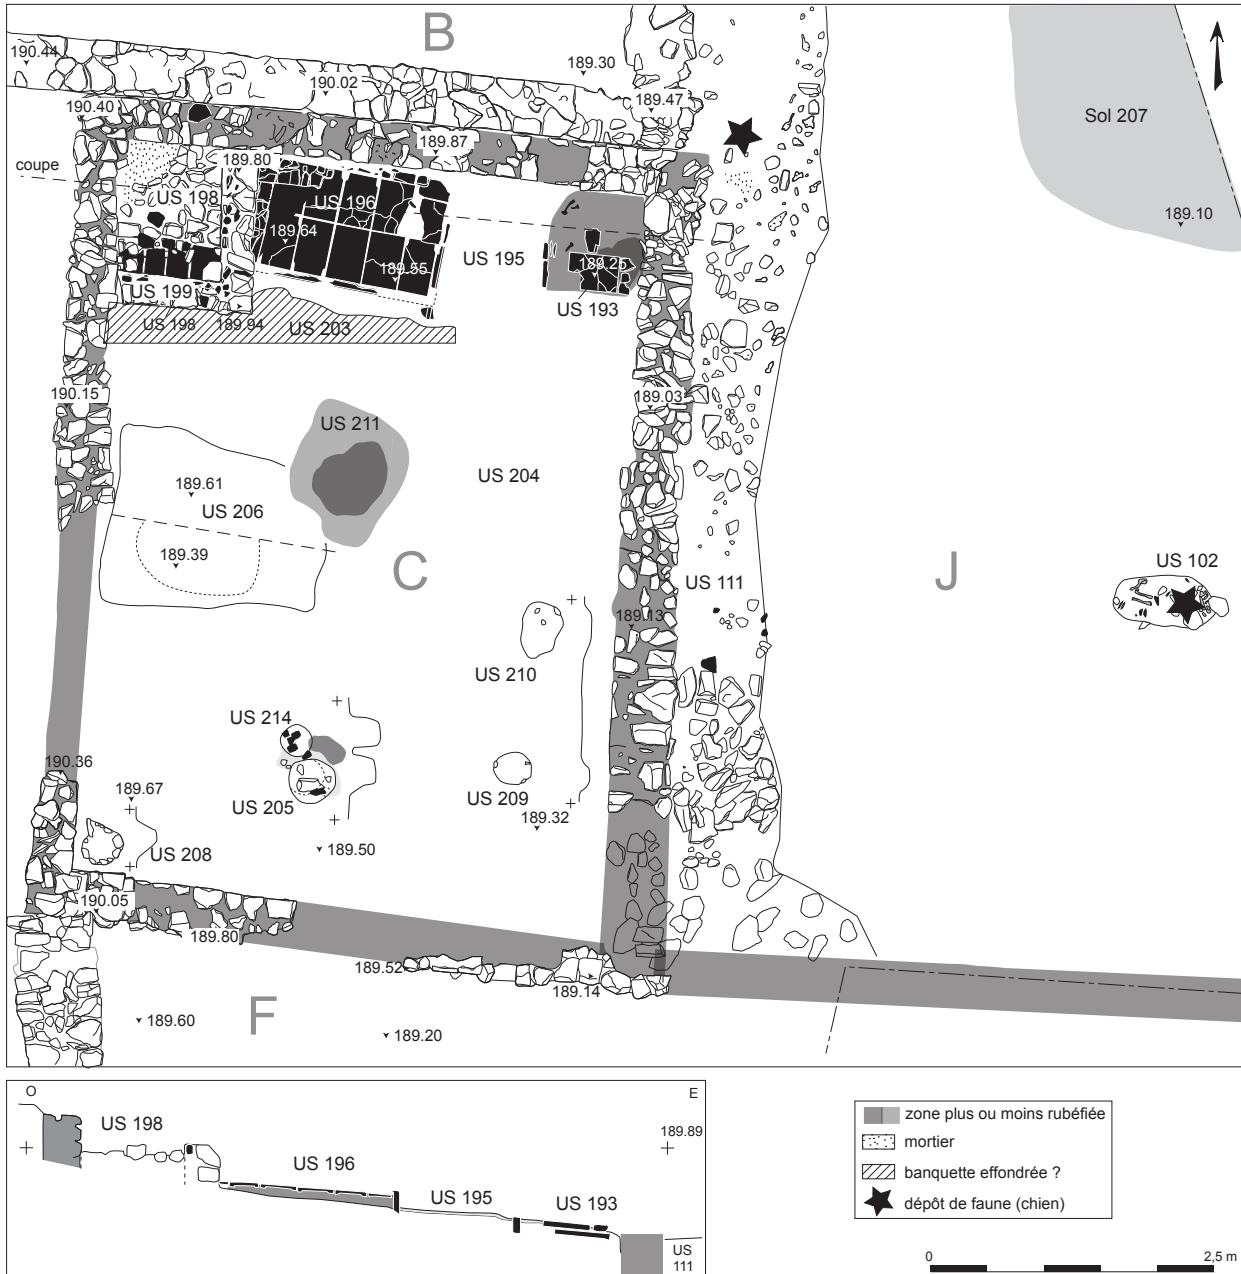 B
190.44
190.02
189.30
190.40
189.47
Sol 207
189.87
coupe
189.80
US 198
US 196
189.10
189.64
189.55
US 195
189.25
US 199
US 193
US 198
189.94
US 203
190.15
189.03
US 211
US 204
189.61
US 206
189.39
C
US 111
J
US 102
189.13
US 210
US 214
190.36
189.67
US 205
US 209
189.32
US 208
189.50
190.05
189.80
189.52
189.14
F
189.60
189.20
O
E
US 198
189.89
US 196
US 195
US 193
US
111
zone plus ou moins rubéfiée
mortier
banquette effondrée ?
dépôt de faune (chien)
0
2,5 m